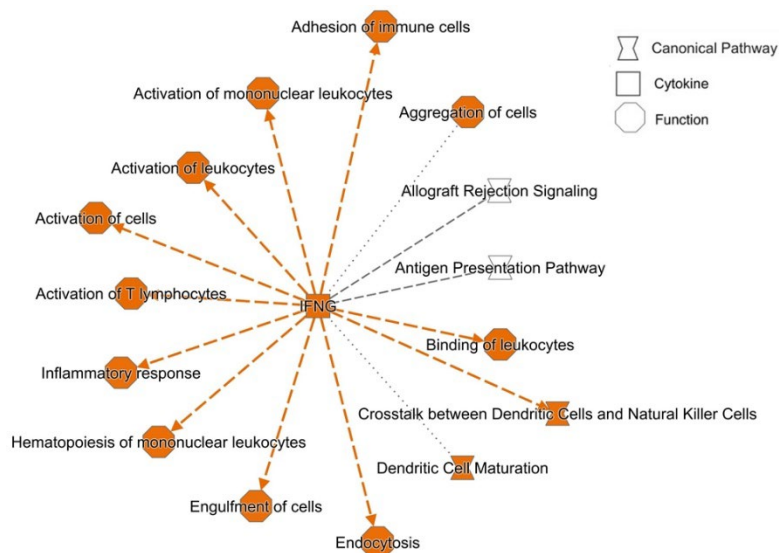 Adhesion of immune cells
Canonical Pathway
Cytokine
Function
Activation of mononuclear leukocytes
Aggregation of cells
Activation of leukocytes
Allograft Rejection Signaling
Activation of cells
Antigen Presentation Pathway
Activation of T lymphocytes
IFNG
Binding of leukocytes
Inflammatory response
Crosstalk between Dendritic Cells and Natural Killer Cells
Hematopoiesis of mononuclear leukocytes
Dendritic Cell Maturation
Engulfment of cells
Endocytosis